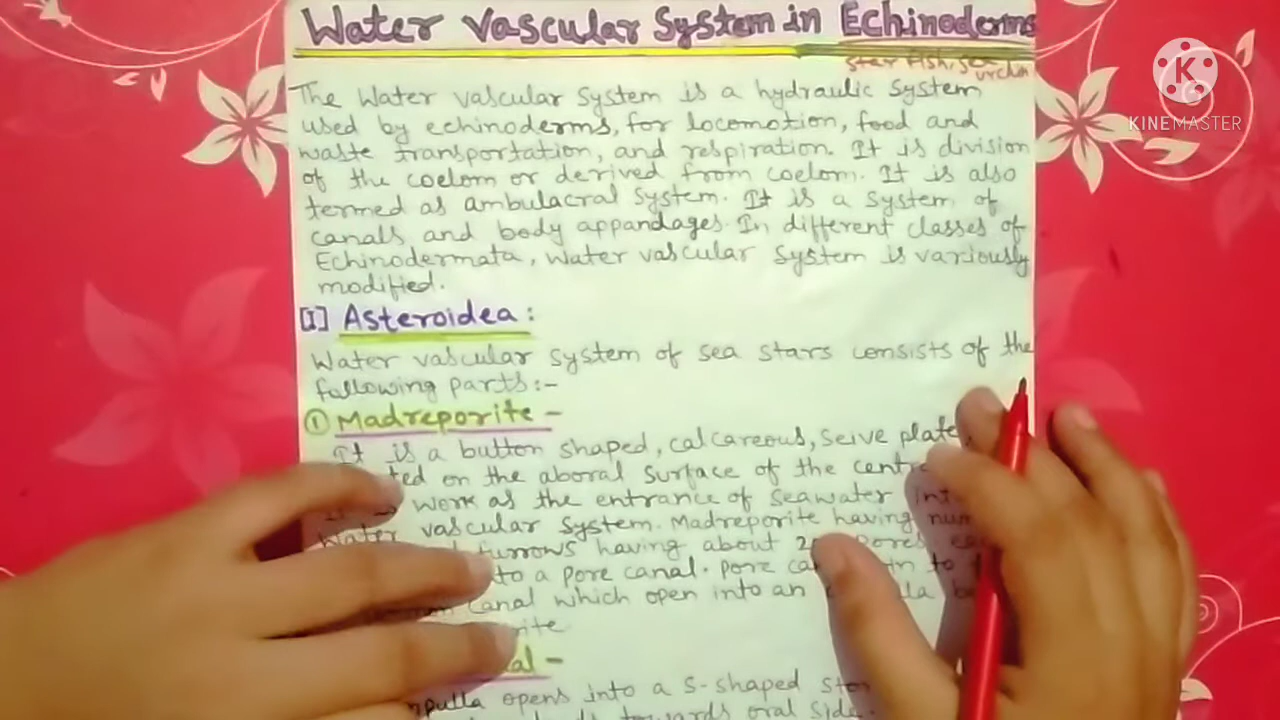 Water Vascular System in Echinoderms
Star fish, Sea urchin
K
KINEMASTER
The Water vascular system is a hydraulic system
used by echinoderms, for locomotion, food and
waste transportation, and respiration. It is division
of the coelom or derived from coelom. It is also
termed as ambulacral system. It is a system of
canals and body appandages. In different classes of
Echinodermata, water vascular system is variously
modified.
[I] Asteroidea:
Water vascular system of sea stars consists of the
following parts:-
① Madreporite -
It is a button shaped, calcareous, seive plate,
on the aboral surface of the
work as the entrance of seawater
Water vascular system. Madreporite having
furrows having about
to a pore canal. pore
canal which open into an
opens into a S-shaped
towards oral side.